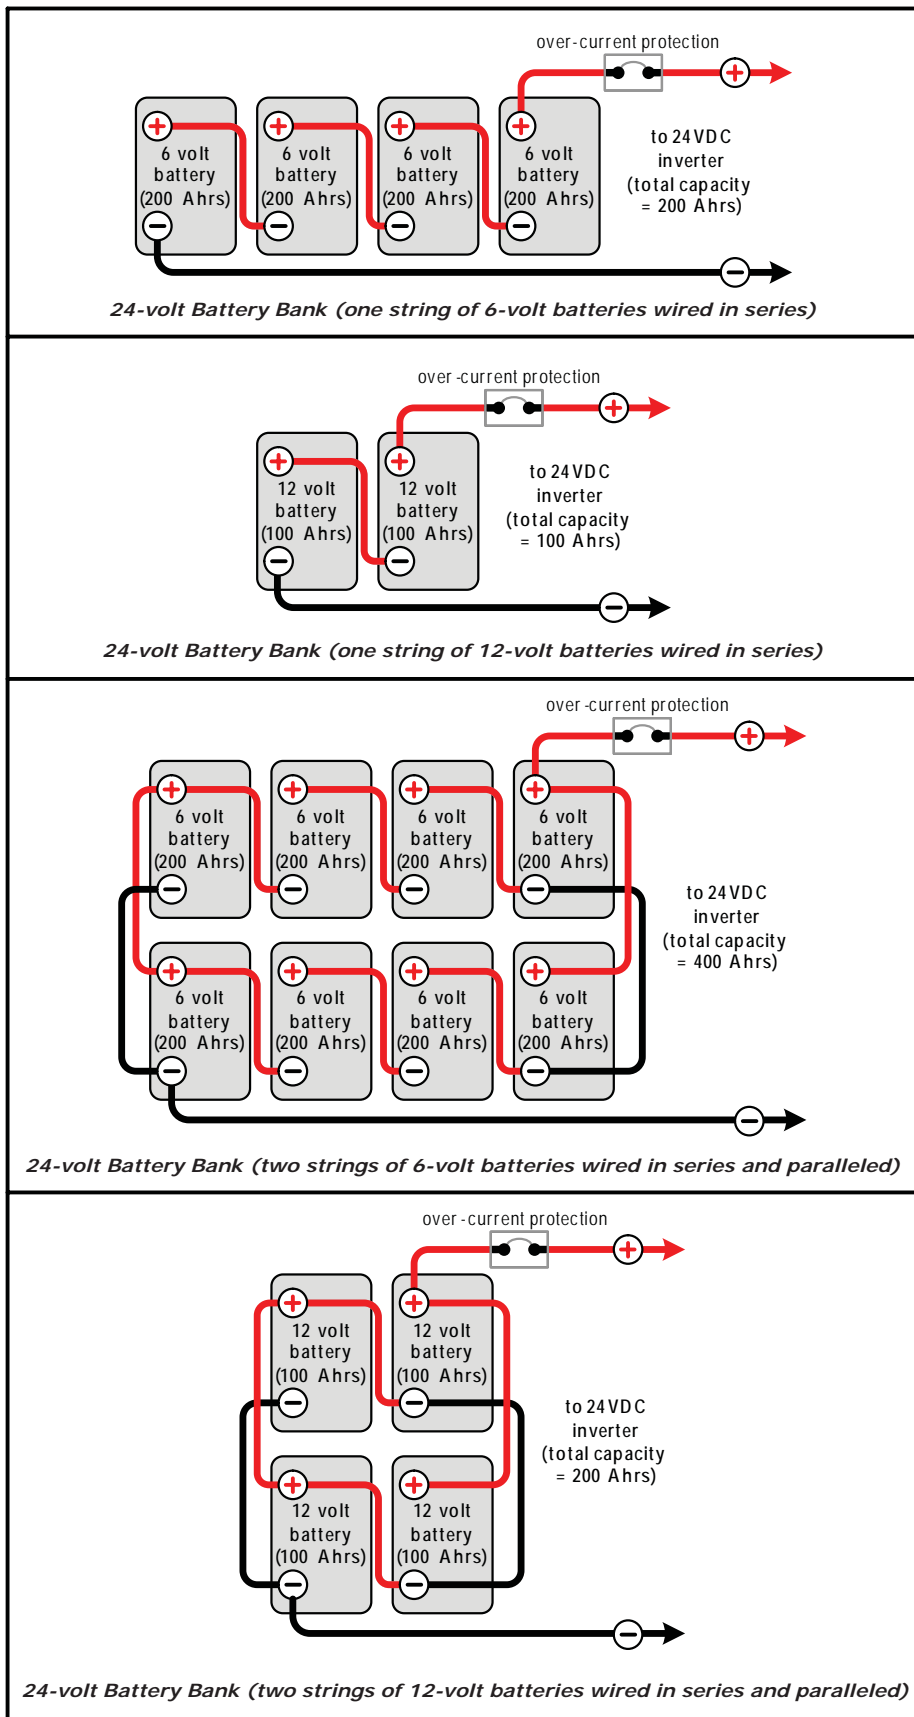 over-current protection
6 volt
battery
(200 Ahrs)
6 volt
battery
(200 Ahrs)
6 volt
battery
(200 Ahrs)
6 volt
battery
(200 Ahrs)
to 24VDC
inverter
(total capacity
= 200 Ahrs)
24-volt Battery Bank (one string of 6-volt batteries wired in series)
over-current protection
12 volt
battery
(100 Ahrs)
12 volt
battery
(100 Ahrs)
to 24VDC
inverter
(total capacity
= 100 Ahrs)
24-volt Battery Bank (one string of 12-volt batteries wired in series)
over-current protection
6 volt
battery
(200 Ahrs)
6 volt
battery
(200 Ahrs)
6 volt
battery
(200 Ahrs)
6 volt
battery
(200 Ahrs)
to 24VDC
inverter
(total capacity
= 400 Ahrs)
6 volt
battery
(200 Ahrs)
6 volt
battery
(200 Ahrs)
6 volt
battery
(200 Ahrs)
6 volt
battery
(200 Ahrs)
24-volt Battery Bank (two strings of 6-volt batteries wired in series and paralleled)
over-current protection
12 volt
battery
(100 Ahrs)
12 volt
battery
(100 Ahrs)
to 24VDC
inverter
(total capacity
= 200 Ahrs)
12 volt
battery
(100 Ahrs)
12 volt
battery
(100 Ahrs)
24-volt Battery Bank (two strings of 12-volt batteries wired in series and paralleled)